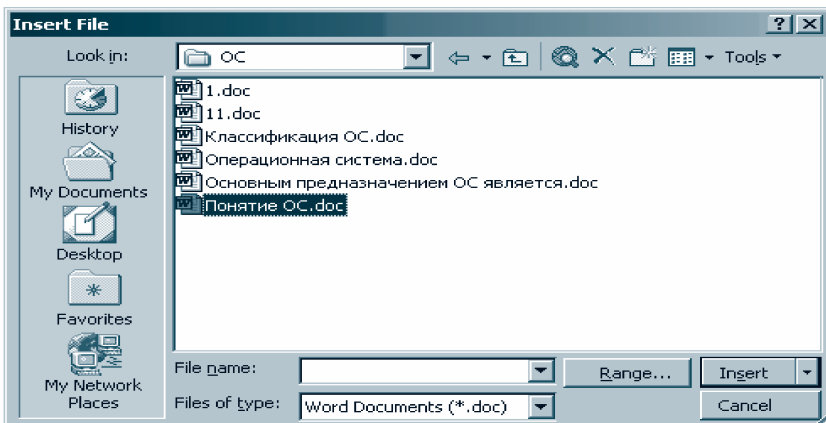 Insert File
Look in:
ОС
Tools
1.doc
11.doc
Классификация ОС.doc
Операционная система.doc
Основным предназначением ОС является.doc
Понятие ОС.doc
History
My Documents
Desktop
Favorites
My Network Places
File name:
Range...
Insert
Files of type:
Word Documents (*.doc)
Cancel